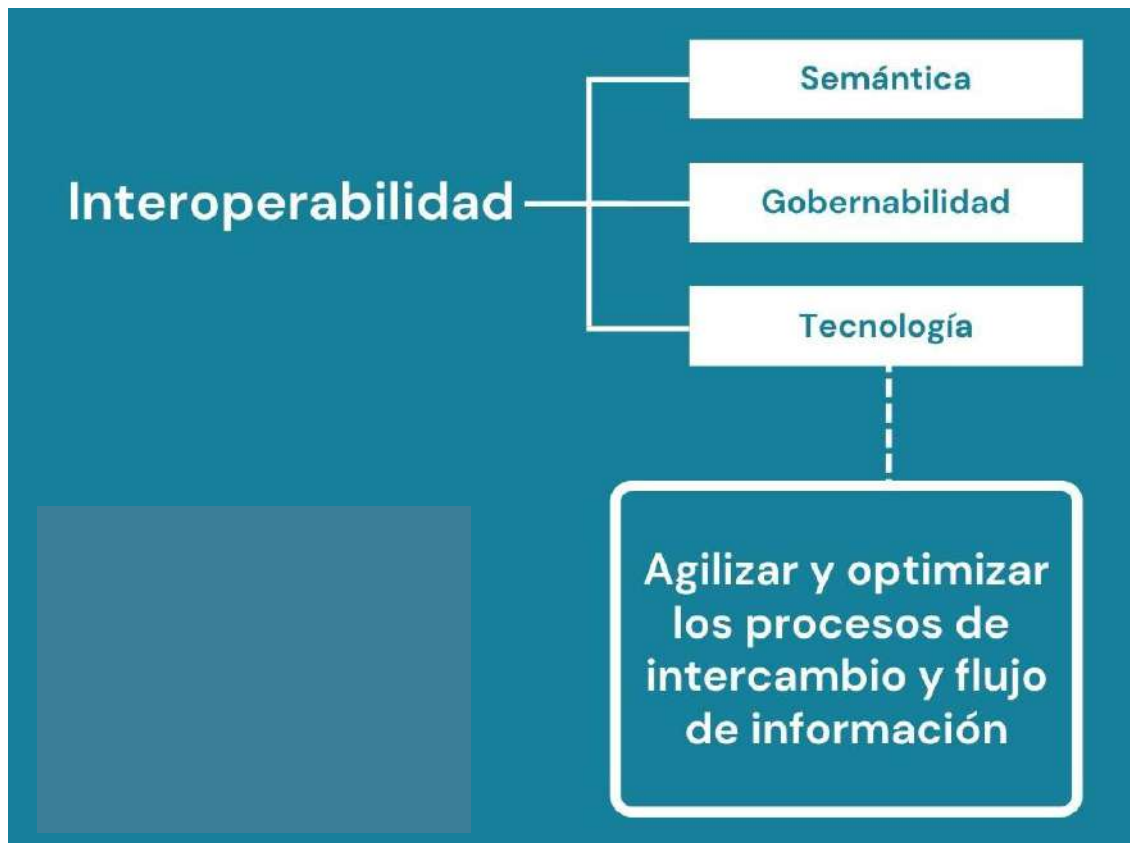 Semántica
Interoperabilidad
Gobernabilidad
Tecnología
Agilizar y optimizar
los procesos de
intercambio y flujo
de información